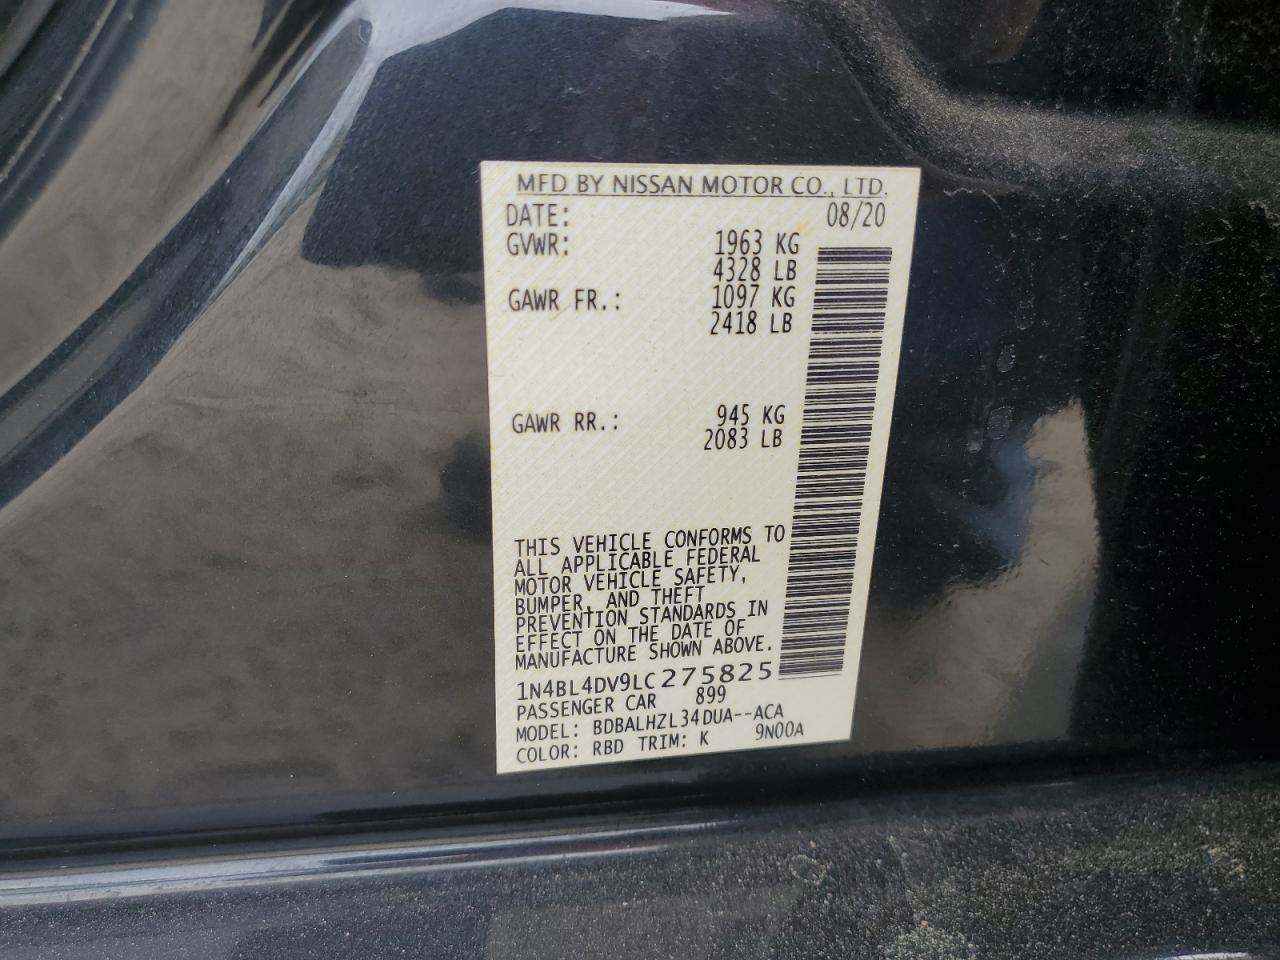 MFD BY NISSAN MOTOR CO., LTD.
DATE: 08/20
GVWR: 1963 KG
4328 LB
GAWR FR.: 1097 KG
2418 LB
GAWR RR.: 945 KG
2083 LB
THIS VEHICLE CONFORMS TO
ALL APPLICABLE FEDERAL
MOTOR VEHICLE SAFETY,
BUMPER, AND THEFT
PREVENTION STANDARDS IN
EFFECT ON THE DATE OF
MANUFACTURE SHOWN ABOVE.
1N4BL4DV9LC275825
PASSENGER CAR 899
MODEL: BDBALHZL34DUA--ACA
COLOR: RBD TRIM: K 9N00A